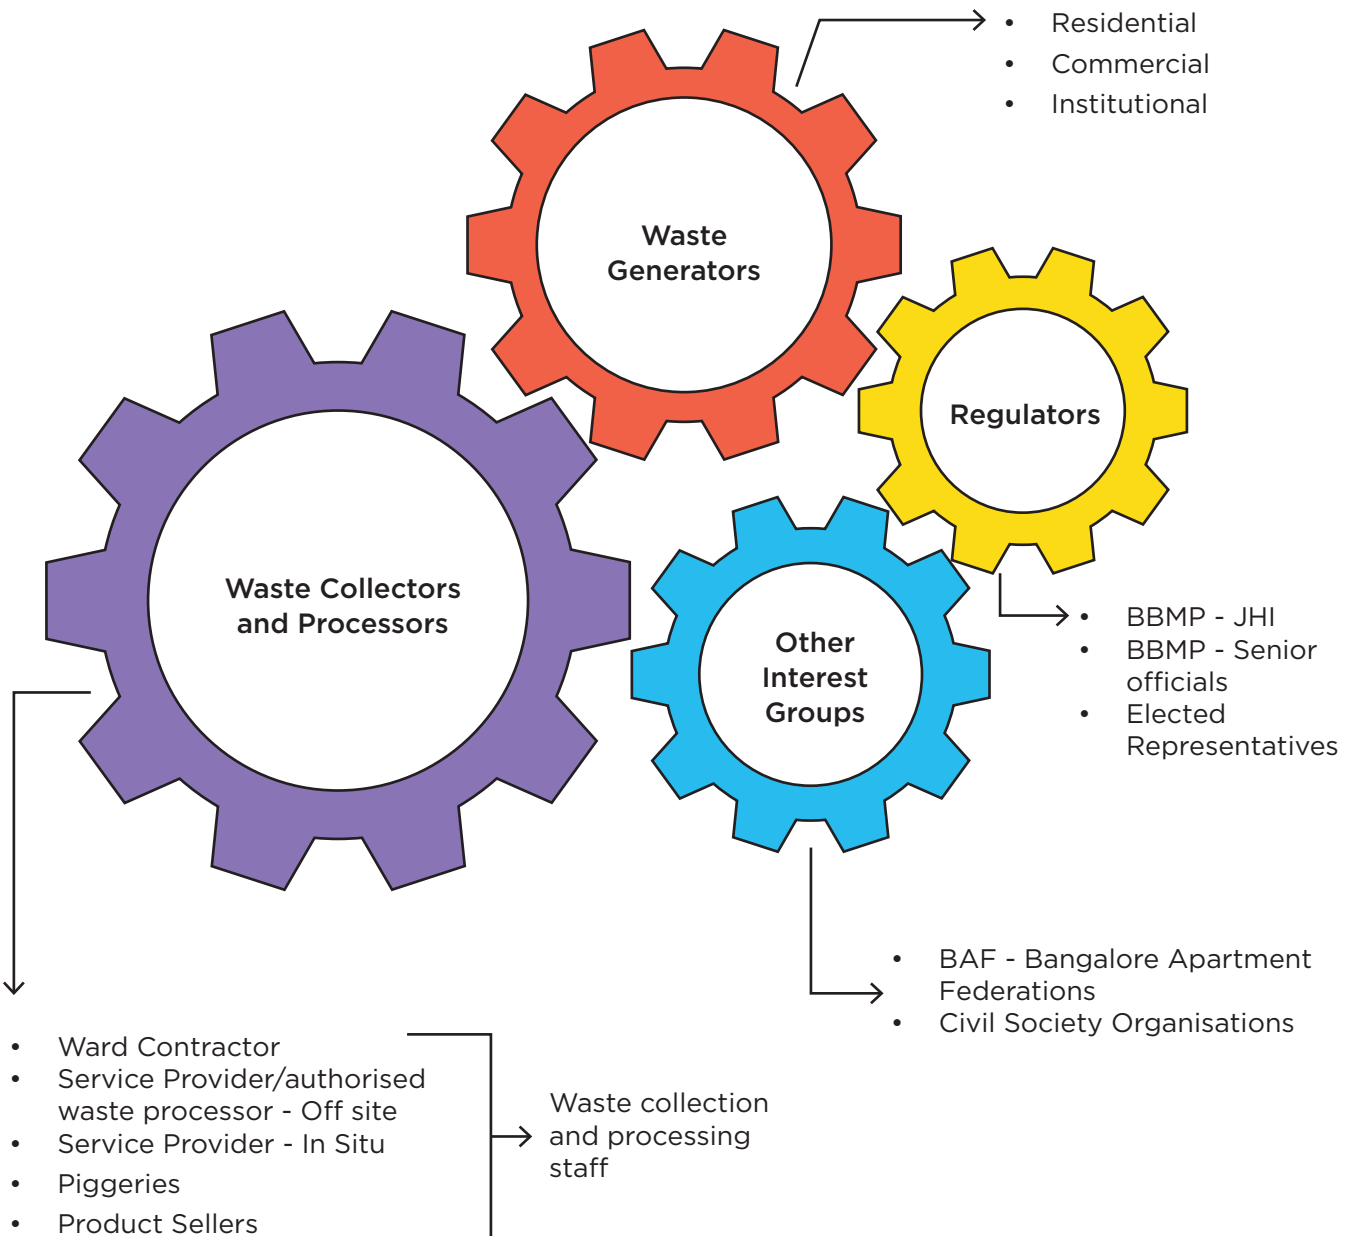 • Residential
• Commercial
• Institutional
Waste
Generators
Regulators
Waste Collectors
and Processors
Other
Interest
Groups
• BBMP - JHI
• BBMP - Senior
officials
• Elected
Representatives
• BAF - Bangalore Apartment
Federations
• Civil Society Organisations
• Ward Contractor
• Service Provider/authorised
waste processor - Off site
• Service Provider - In Situ
• Piggeries
• Product Sellers
Waste collection
and processing
staff